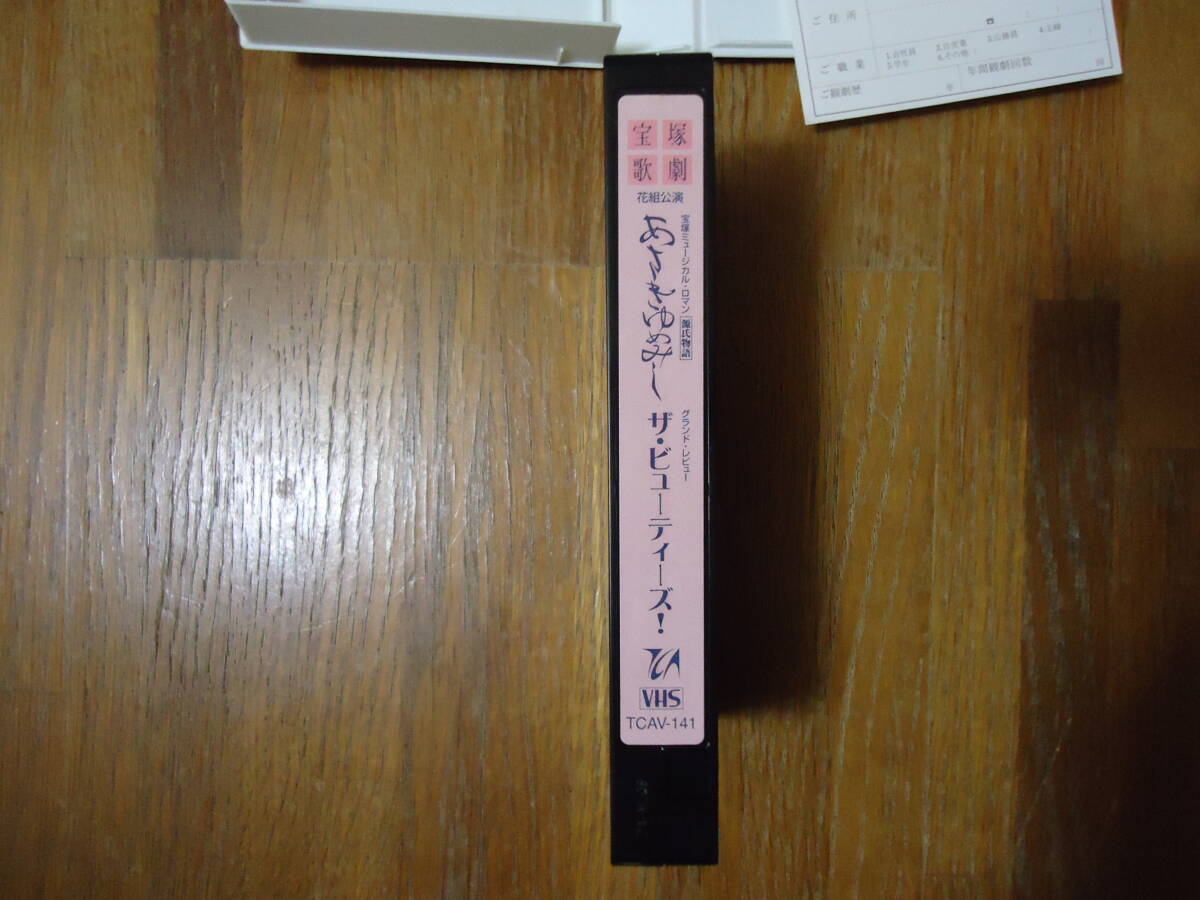 宝塚
歌劇
花組公演
宝塚ミュージカル・ロマン
源氏物語
あさきゆめみし
グランド・レビュー
ザ・ビューティーズ!
VHS
TCAV-141
ご住所
ご職業
1.会社員 2.自営業 3.公務員 4.主婦
5.学生 6.その他:
ご観劇歴 年
年間観劇回数 回